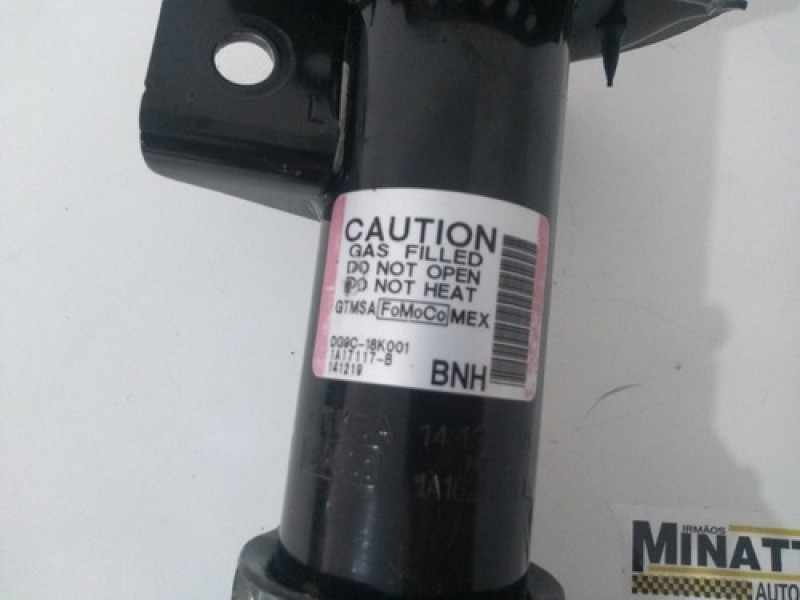 L
CAUTION
GAS FILLED
DO NOT OPEN
DO NOT HEAT
GTMSA FoMoCo MEX
DG9C-18K001
1A17117-B
141219
BNH
IRMÃOS
MINATT
AUTO